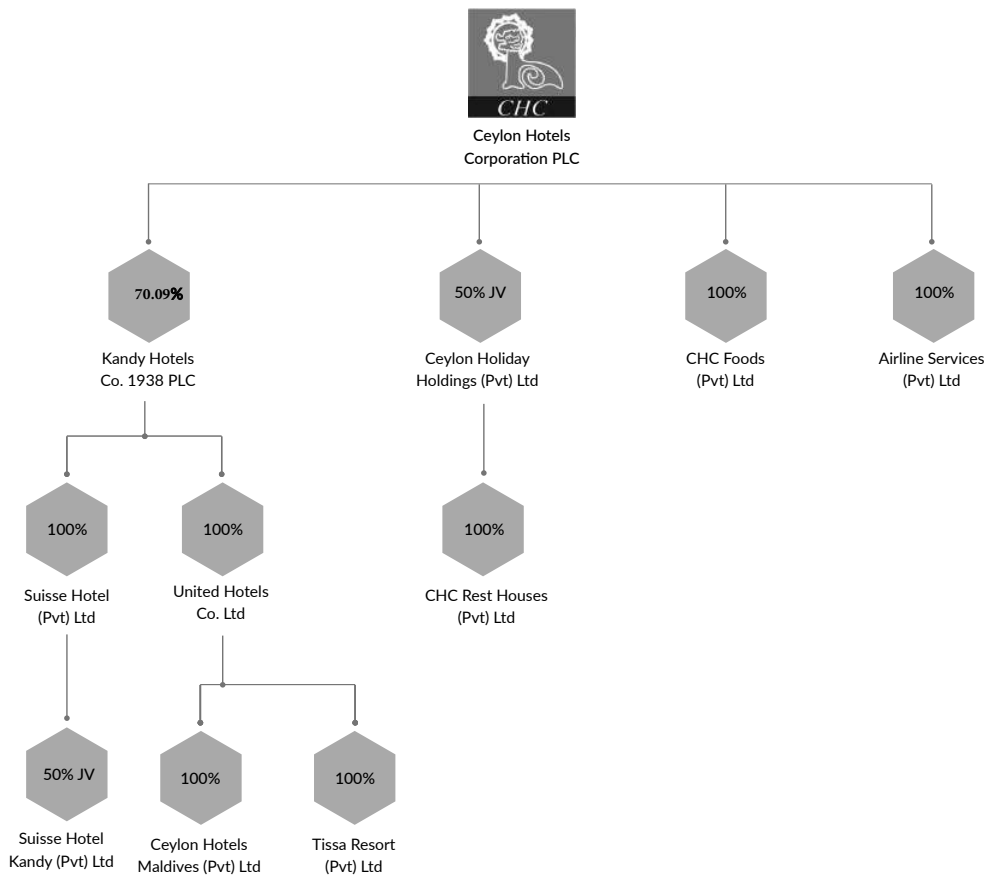 CHC
Ceylon Hotels
Corporation PLC
70.09%
50% JV
100%
100%
Kandy Hotels
Co. 1938 PLC
Ceylon Holiday
Holdings (Pvt) Ltd
CHC Foods
(Pvt) Ltd
Airline Services
(Pvt) Ltd
100%
100%
100%
Suisse Hotel
(Pvt) Ltd
United Hotels
Co. Ltd
CHC Rest Houses
(Pvt) Ltd
50% JV
100%
100%
Suisse Hotel
Kandy (Pvt) Ltd
Ceylon Hotels
Maldives (Pvt) Ltd
Tissa Resort
(Pvt) Ltd